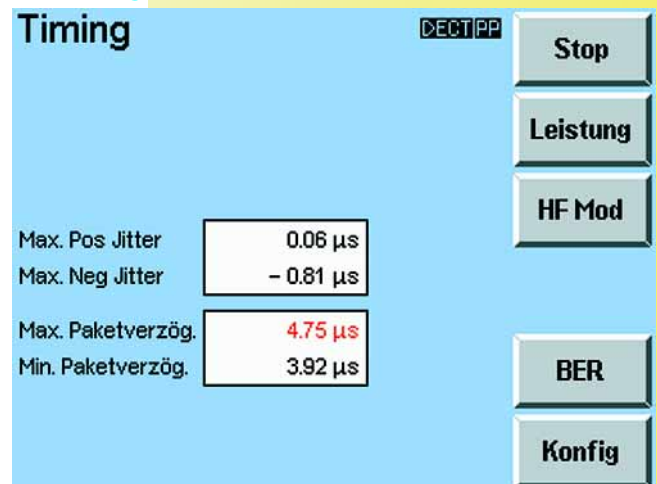 Timing
DECT PP
Stop
Leistung
HF Mod
Max. Pos Jitter 0.06 µs
Max. Neg Jitter – 0.81 µs
Max. Paketverzög. 4.75 µs
Min. Paketverzög. 3.92 µs
BER
Konfig